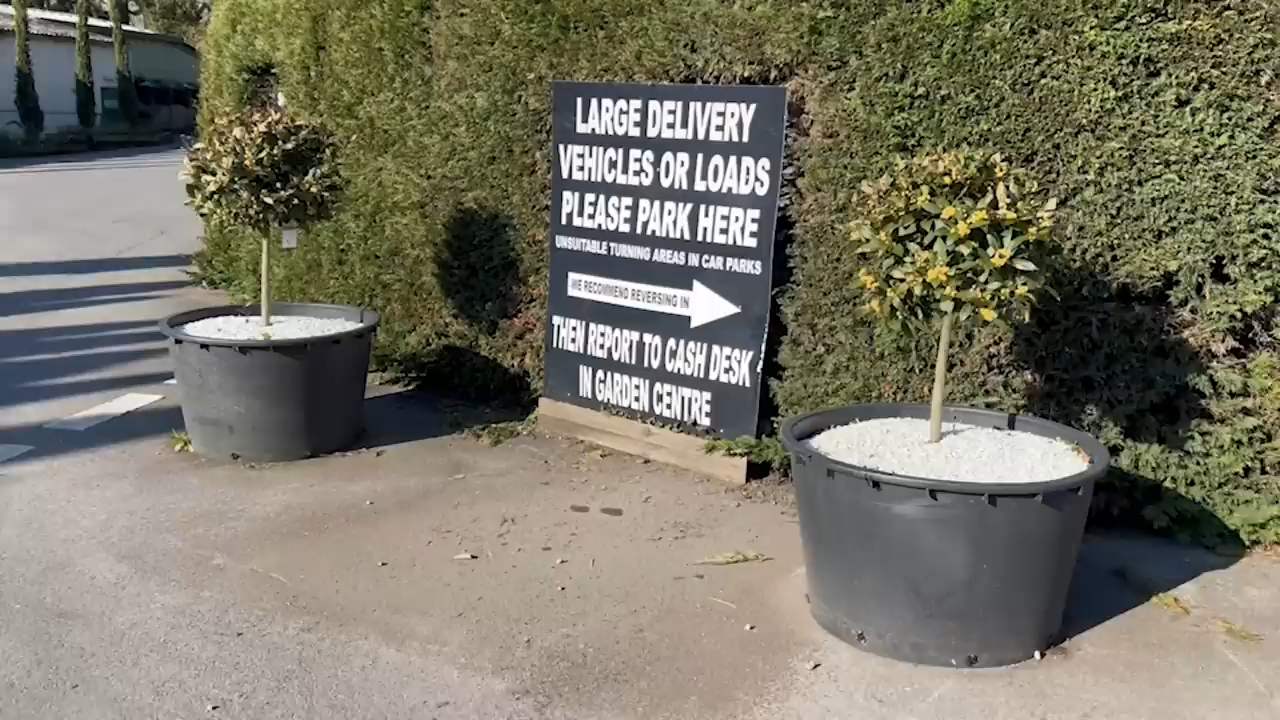 LARGE DELIVERY
VEHICLES OR LOADS
PLEASE PARK HERE
UNSUITABLE TURNING AREAS IN CAR PARKS
WE RECOMMEND REVERSING IN
THEN REPORT TO CASH DESK
IN GARDEN CENTRE